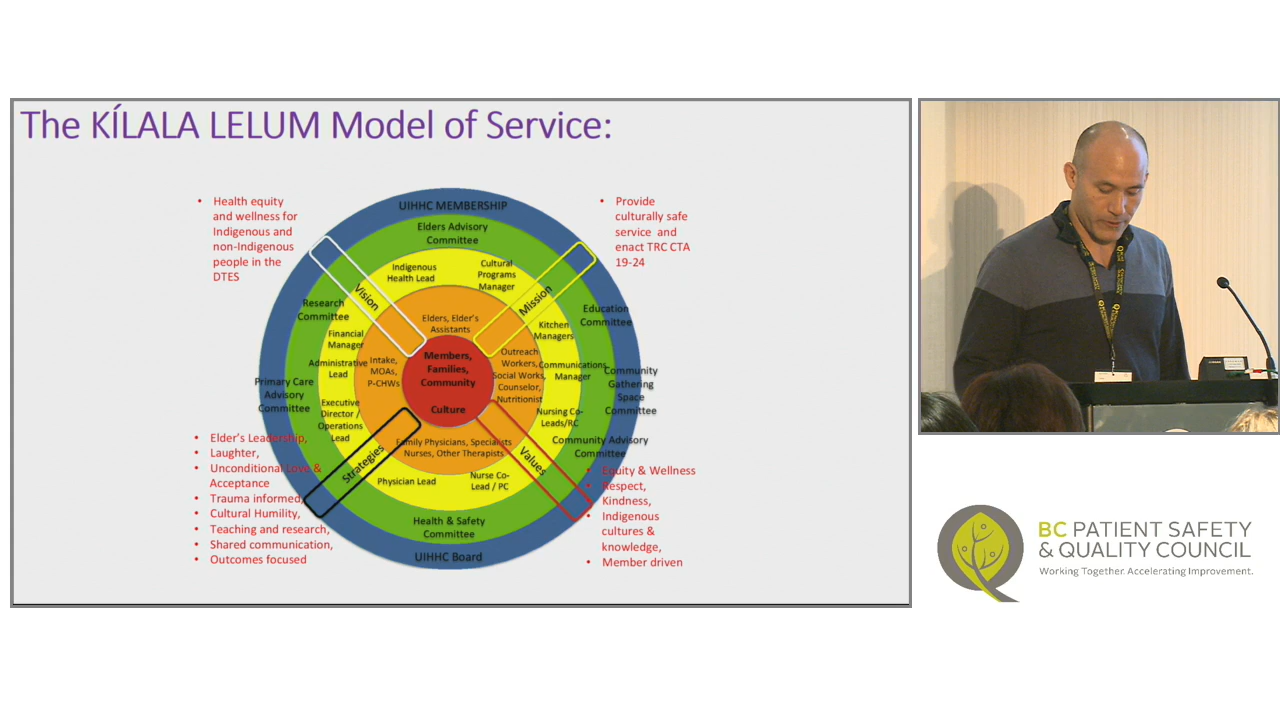 The KÍLALA LELUM Model of Service:
• Health equity
and wellness for
Indigenous and
non-Indigenous
people in the
DTES
• Provide
culturally safe
service and
enact TRC CTA
19-24
UIHHC MEMBERSHIP
Elders Advisory
Committee
Indigenous
Health Lead
Cultural
Programs
Manager
Vision
Mission
Research
Committee
Education
Committee
Elders, Elder's
Assistants
Financial
Manager
Kitchen
Managers
Administrative
Lead
Intake,
MOAs,
P-CHWs
Members,
Families,
Community
Culture
Outreach
Workers,
Social Works,
Counselor,
Nutritionist
Communications
Manager
Community
Gathering
Space
Committee
Primary Care
Advisory
Committee
Executive
Director /
Operations
Lead
Nursing Co-
Leads/RC
Family Physicians, Specialists
Nurses, Other Therapists
Community Advisory
Committee
Strategies
Values
Physician Lead
Nurse Co-
Lead / PC
Health & Safety
Committee
UIHHC Board
• Elder's Leadership,
• Laughter,
• Unconditional Love &
Acceptance
• Trauma informed,
• Cultural Humility,
• Teaching and research,
• Shared communication,
• Outcomes focused
• Equity & Wellness
• Respect,
• Kindness,
• Indigenous
cultures &
knowledge,
• Member driven
BC PATIENT SAFETY
& QUALITY COUNCIL
Working Together. Accelerating Improvement.